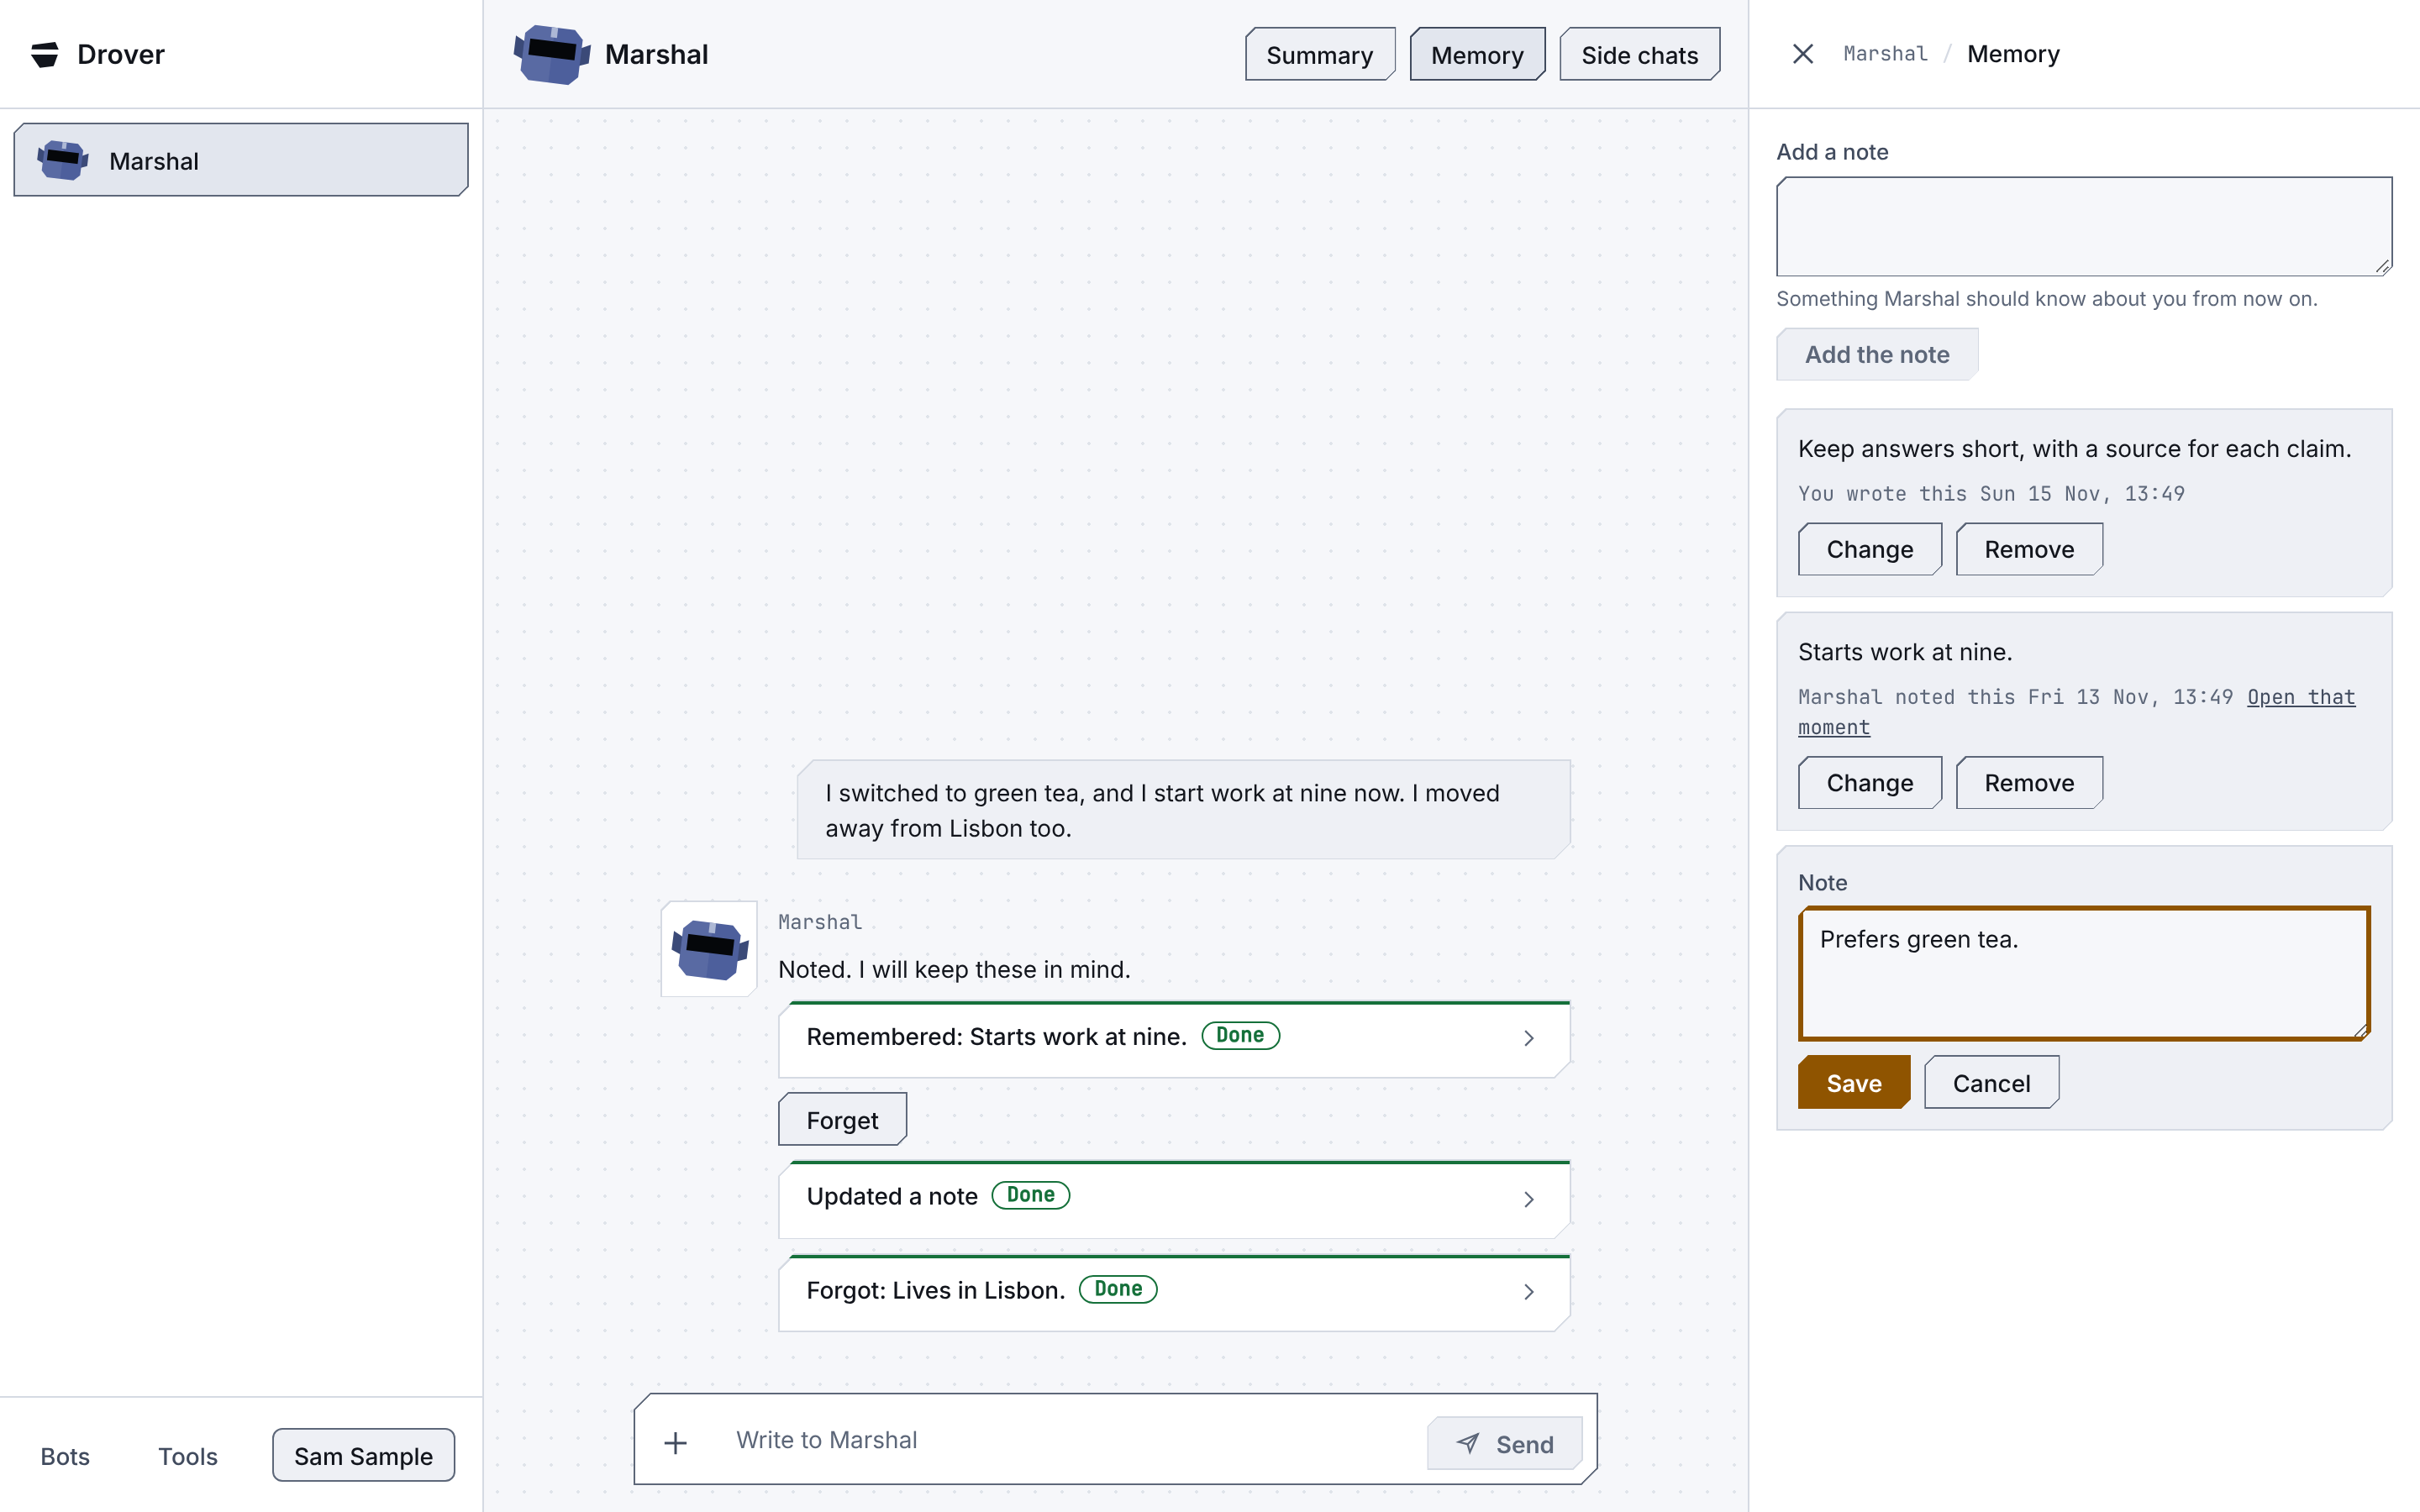 Drover
Marshal
Bots
Tools
Sam Sample
Marshal
Summary
Memory
Side chats
I switched to green tea, and I start work at nine now. I moved
away from Lisbon too.
Marshal
Noted. I will keep these in mind.
Remembered: Starts work at nine. Done
Forget
Updated a note Done
Forgot: Lives in Lisbon. Done
Write to Marshal
Send
Marshal / Memory
Add a note
Something Marshal should know about you from now on.
Add the note
Keep answers short, with a source for each claim.
You wrote this Sun 15 Nov, 13:49
Change
Remove
Starts work at nine.
Marshal noted this Fri 13 Nov, 13:49 Open that
moment
Change
Remove
Note
Prefers green tea.
Save
Cancel